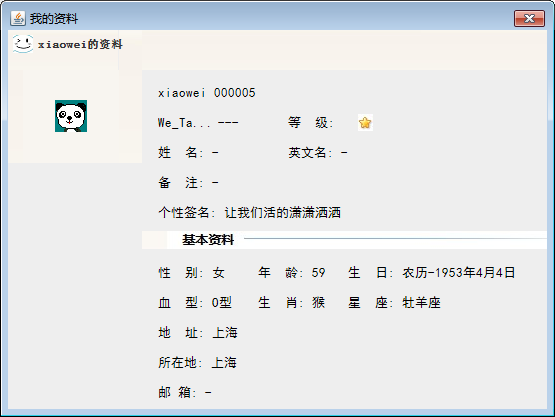 我的资料
xiaowei的资料
xiaowei 000005
We_Ta... --- 等 级:
姓 名: - 英文名: -
备 注: -
个性签名: 让我们活的潇潇洒洒
基本资料
性 别: 女 年 龄: 59 生 日: 农历-1953年4月4日
血 型: O型 生 肖: 猴 星 座: 牡羊座
地 址: 上海
所在地: 上海
邮 箱: -